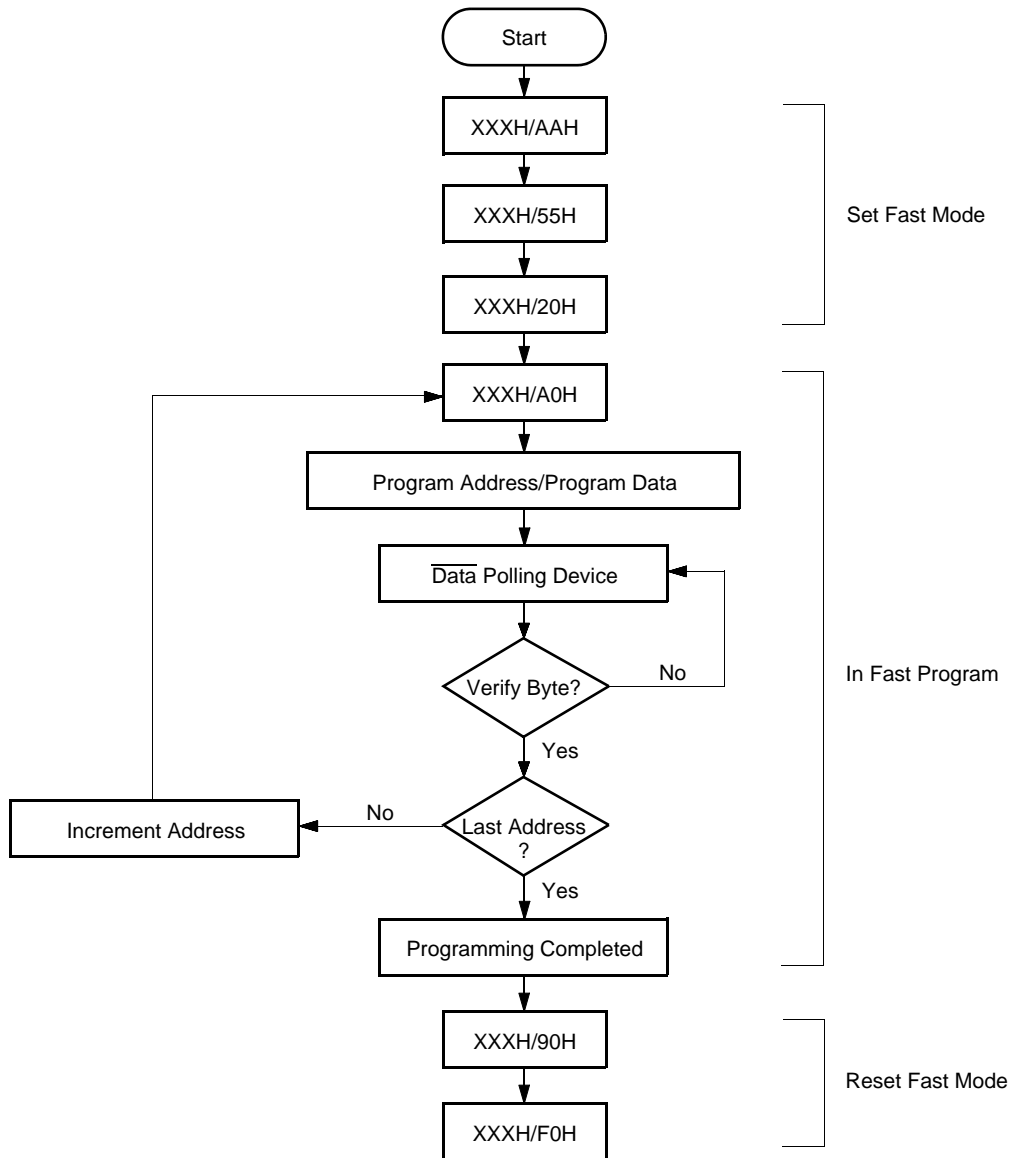 Start
XXXH/AAH
XXXH/55H
Set Fast Mode
XXXH/20H
XXXH/A0H
Program Address/Program Data
Data Polling Device
Verify Byte?
No
In Fast Program
Yes
Increment Address
No
Last Address
?
Yes
Programming Completed
XXXH/90H
Reset Fast Mode
XXXH/F0H